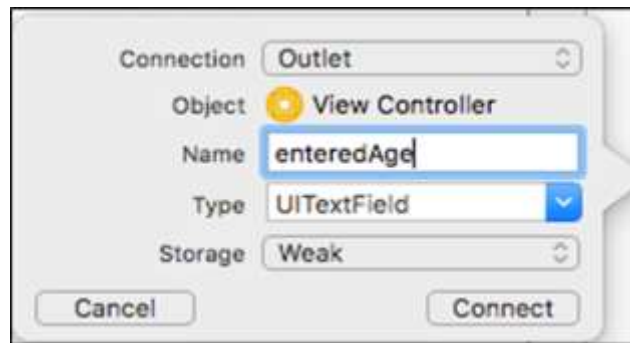 Connection Outlet
Object View Controller
Name enteredAge
Type UITextField
Storage Weak
Cancel Connect